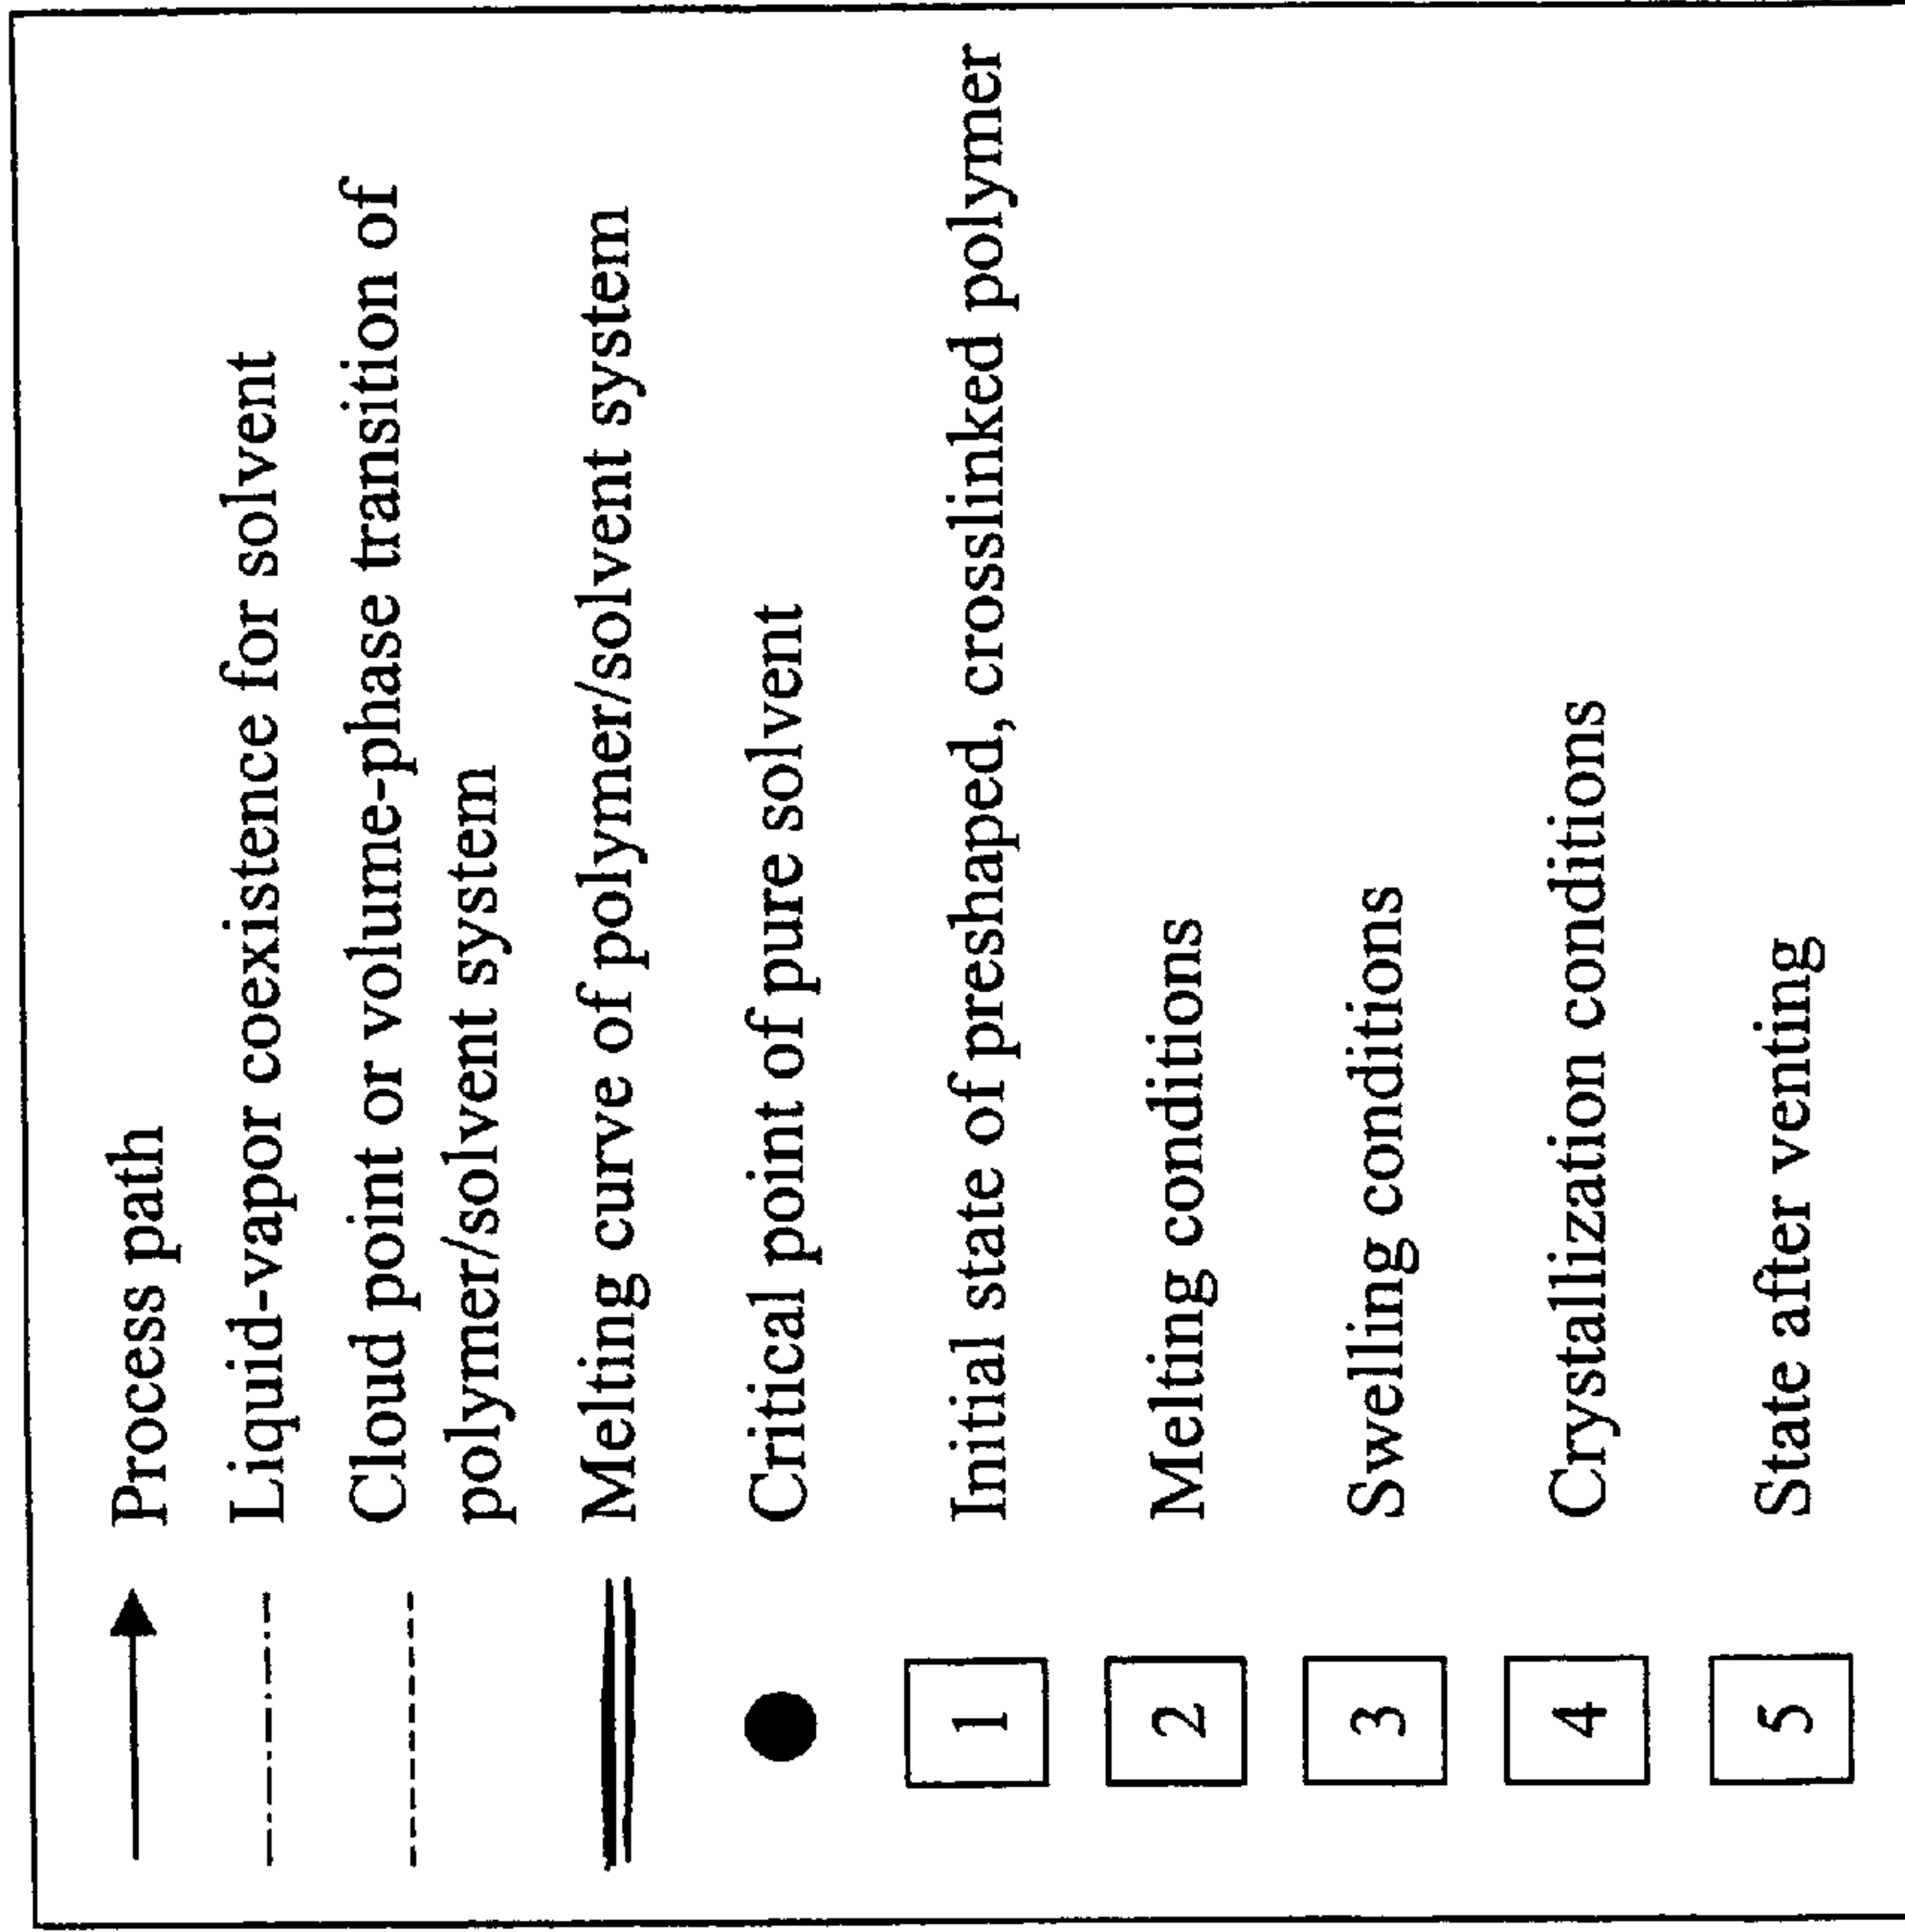 Process path
Liquid-vapor coexistence for solvent
Cloud point or volume-phase transition of
polymer/solvent system
Melting curve of polymer/solvent system
Critical point of pure solvent
1 Initial state of preshaped, crosslinked polymer
2 Melting conditions
3 Swelling conditions
4 Crystallization conditions
5 State after venting